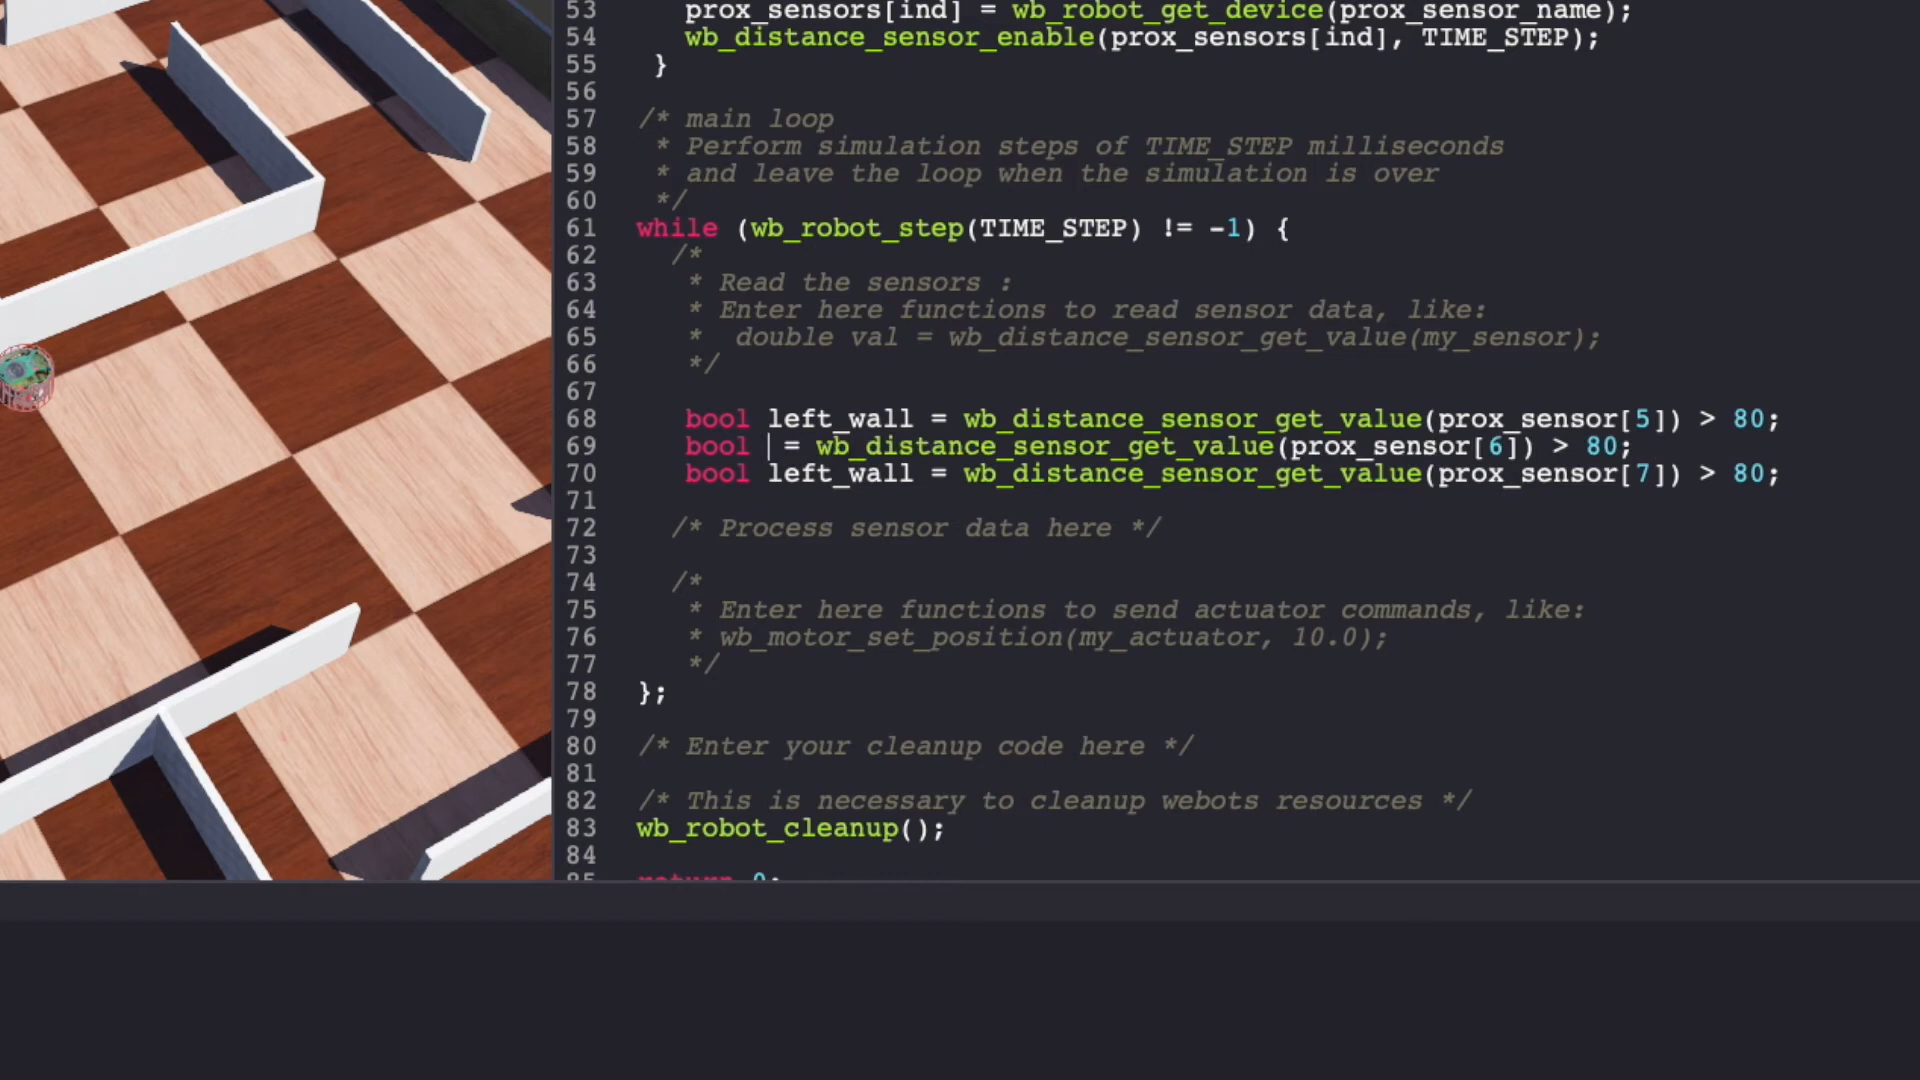 53 prox_sensors[ind] = wb_robot_get_device(prox_sensor_name);
54 wb_distance_sensor_enable(prox_sensors[ind], TIME_STEP);
55 }
56
57 /* main loop
58 * Perform simulation steps of TIME_STEP milliseconds
59 * and leave the loop when the simulation is over
60 */
61 while (wb_robot_step(TIME_STEP) != -1) {
62 /*
63 * Read the sensors :
64 * Enter here functions to read sensor data, like:
65 * double val = wb_distance_sensor_get_value(my_sensor);
66 */
67
68 bool left_wall = wb_distance_sensor_get_value(prox_sensor[5]) > 80;
69 bool = wb_distance_sensor_get_value(prox_sensor[6]) > 80;
70 bool left_wall = wb_distance_sensor_get_value(prox_sensor[7]) > 80;
71
72 /* Process sensor data here */
73
74 /*
75 * Enter here functions to send actuator commands, like:
76 * wb_motor_set_position(my_actuator, 10.0);
77 */
78 };
79
80 /* Enter your cleanup code here */
81
82 /* This is necessary to cleanup webots resources */
83 wb_robot_cleanup();
84
85 return 0;